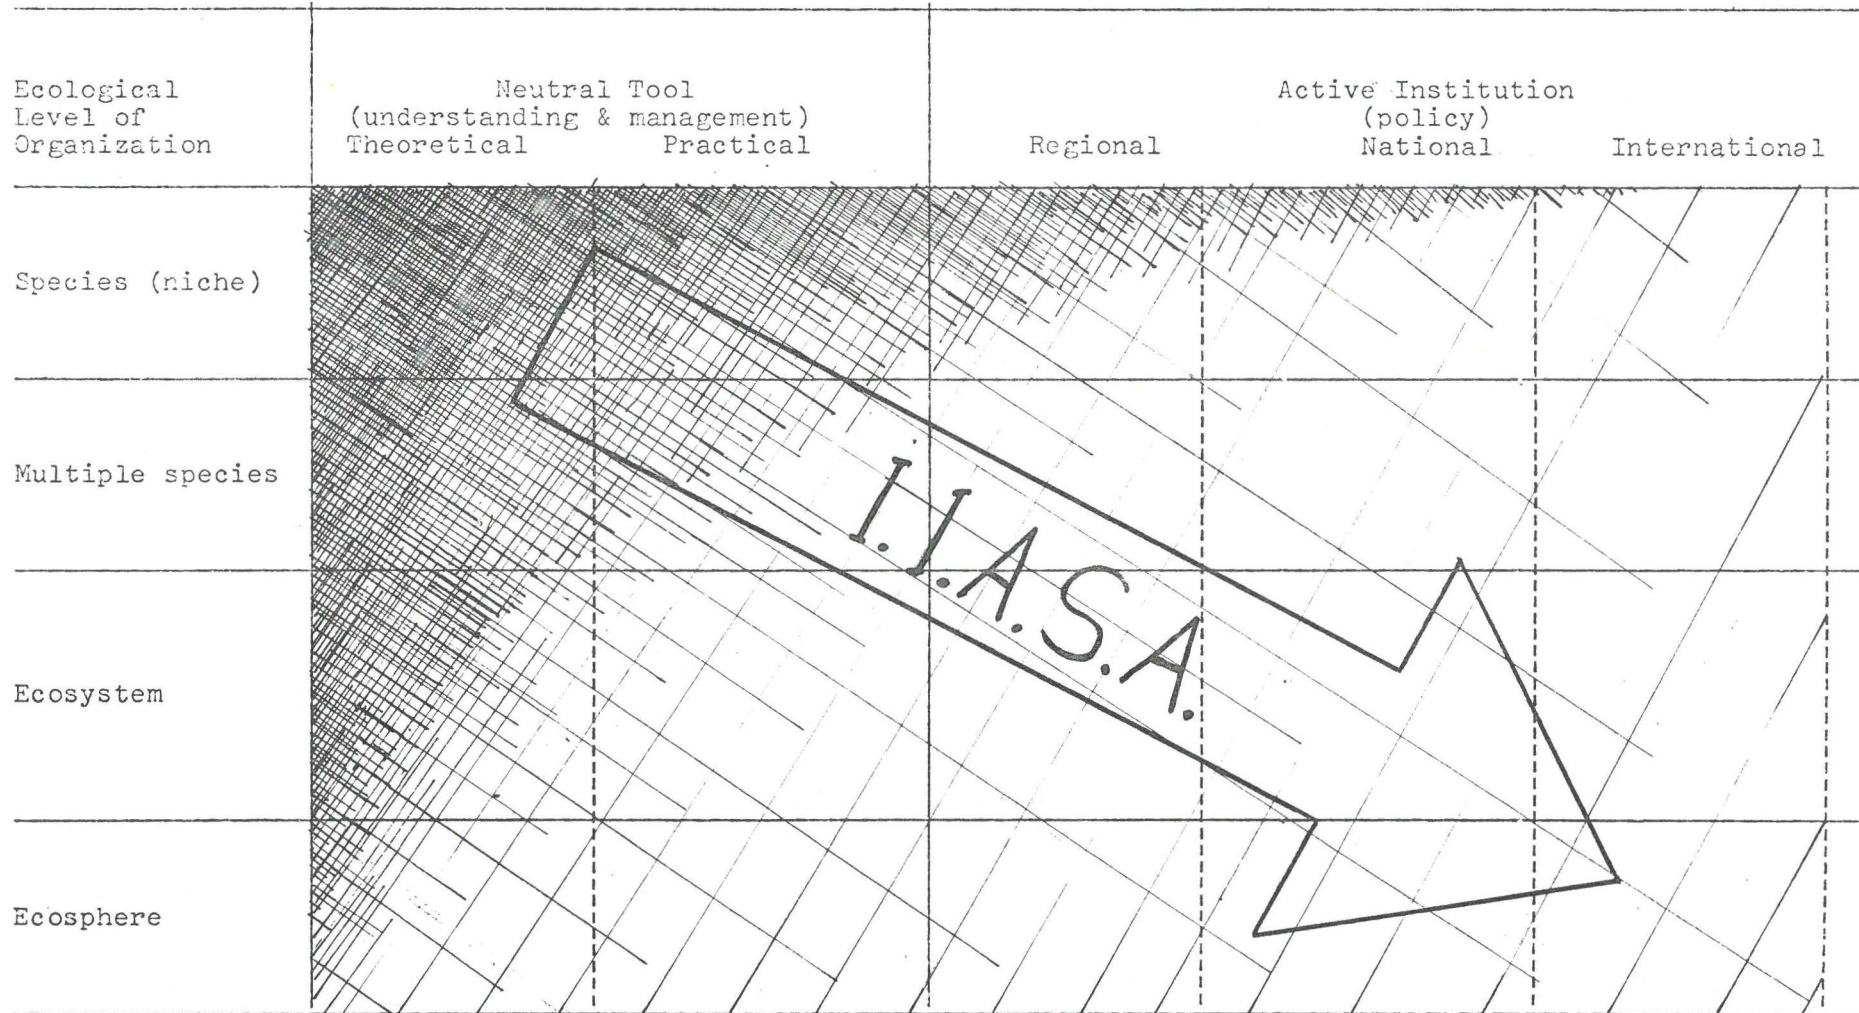 Ecological
Level of
Organization
Neutral Tool
(understanding & management)
Theoretical Practical
Active Institution
(policy)
Regional National International
Species (niche)
Multiple species
Ecosystem
Ecosphere
I.I.A.S.A.